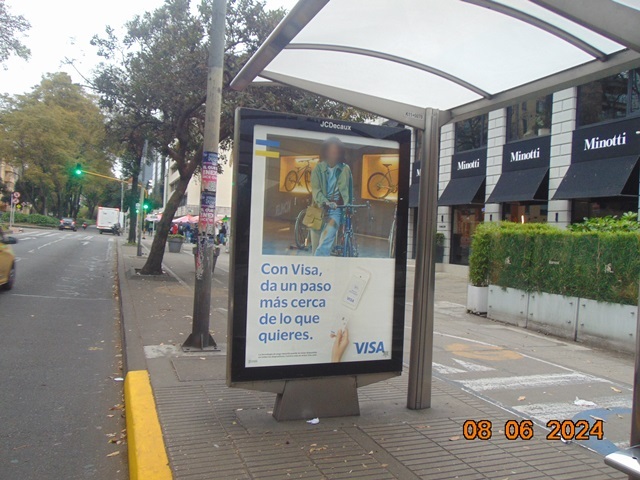 JCDecaux
Con Visa,
da un paso
más cerca
de lo que
quieres.
VISA
Minotti
Minotti
Minotti
08 06 2024